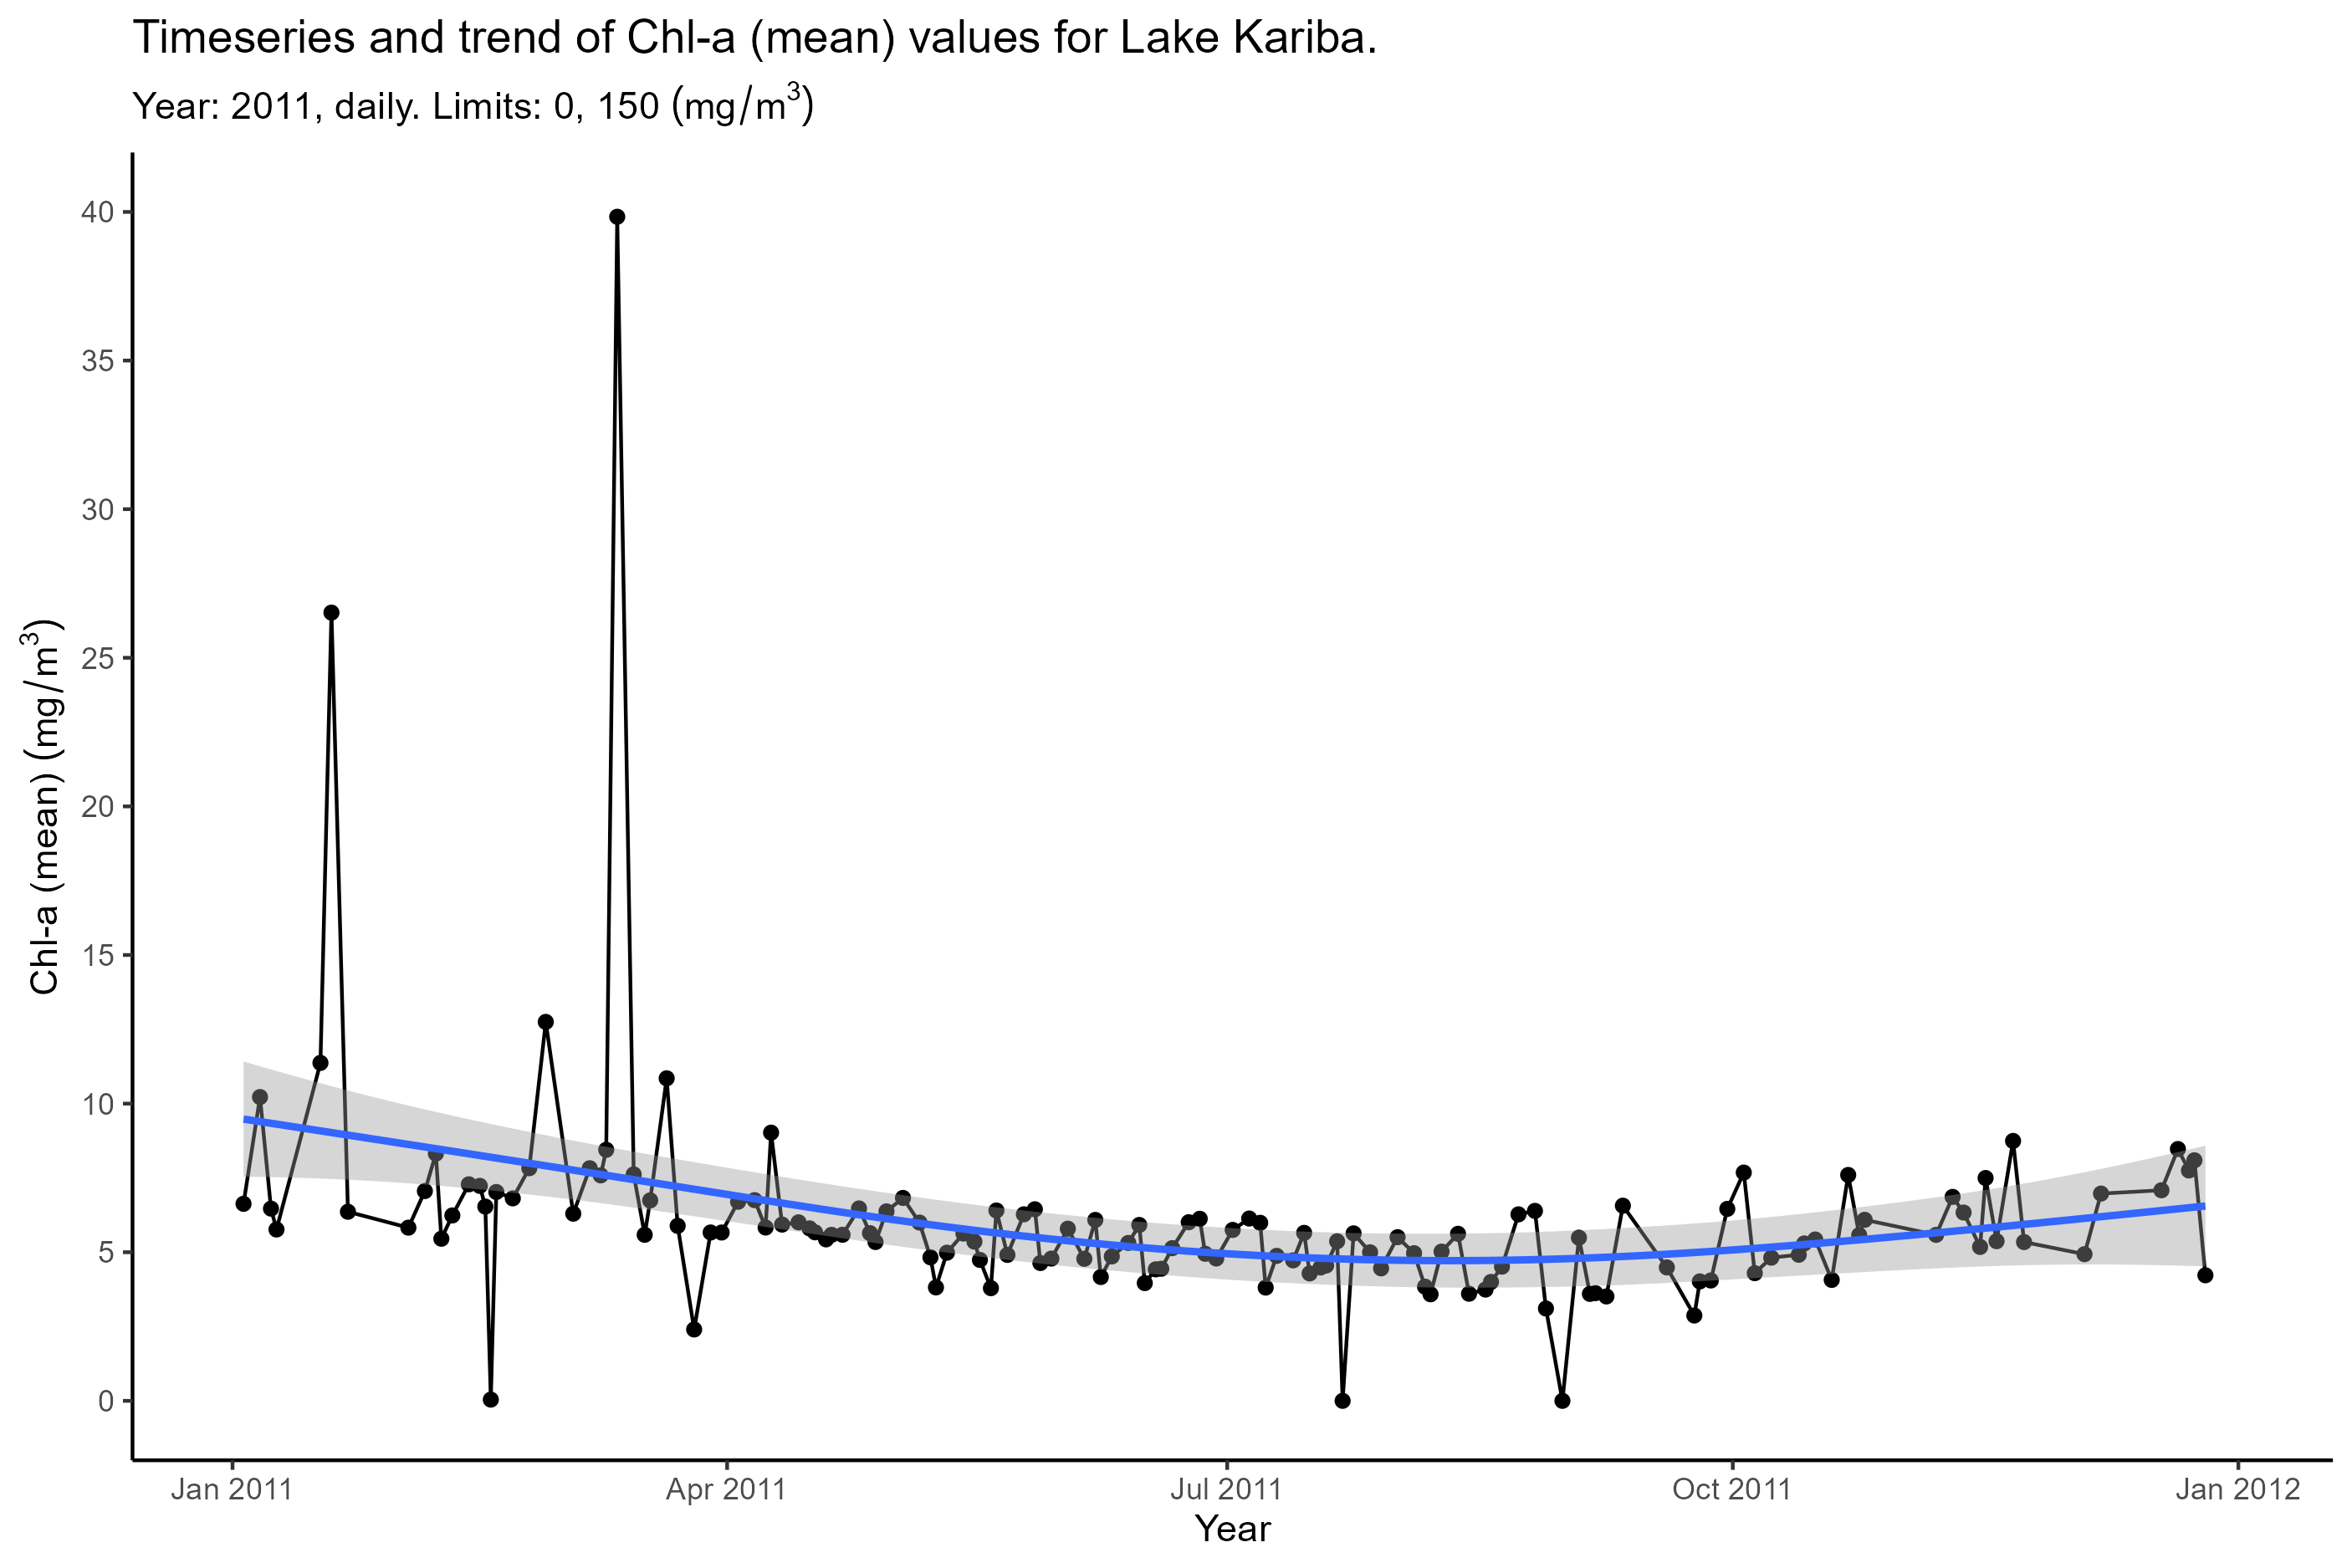 Timeseries and trend of Chl-a (mean) values for Lake Kariba.
Year: 2011, daily. Limits: 0, 150 (mg/m³)
Chl-a (mean) (mg/m³)
40
35
30
25
20
15
10
5
0
Jan 2011 Apr 2011 Jul 2011 Oct 2011 Jan 2012
Year